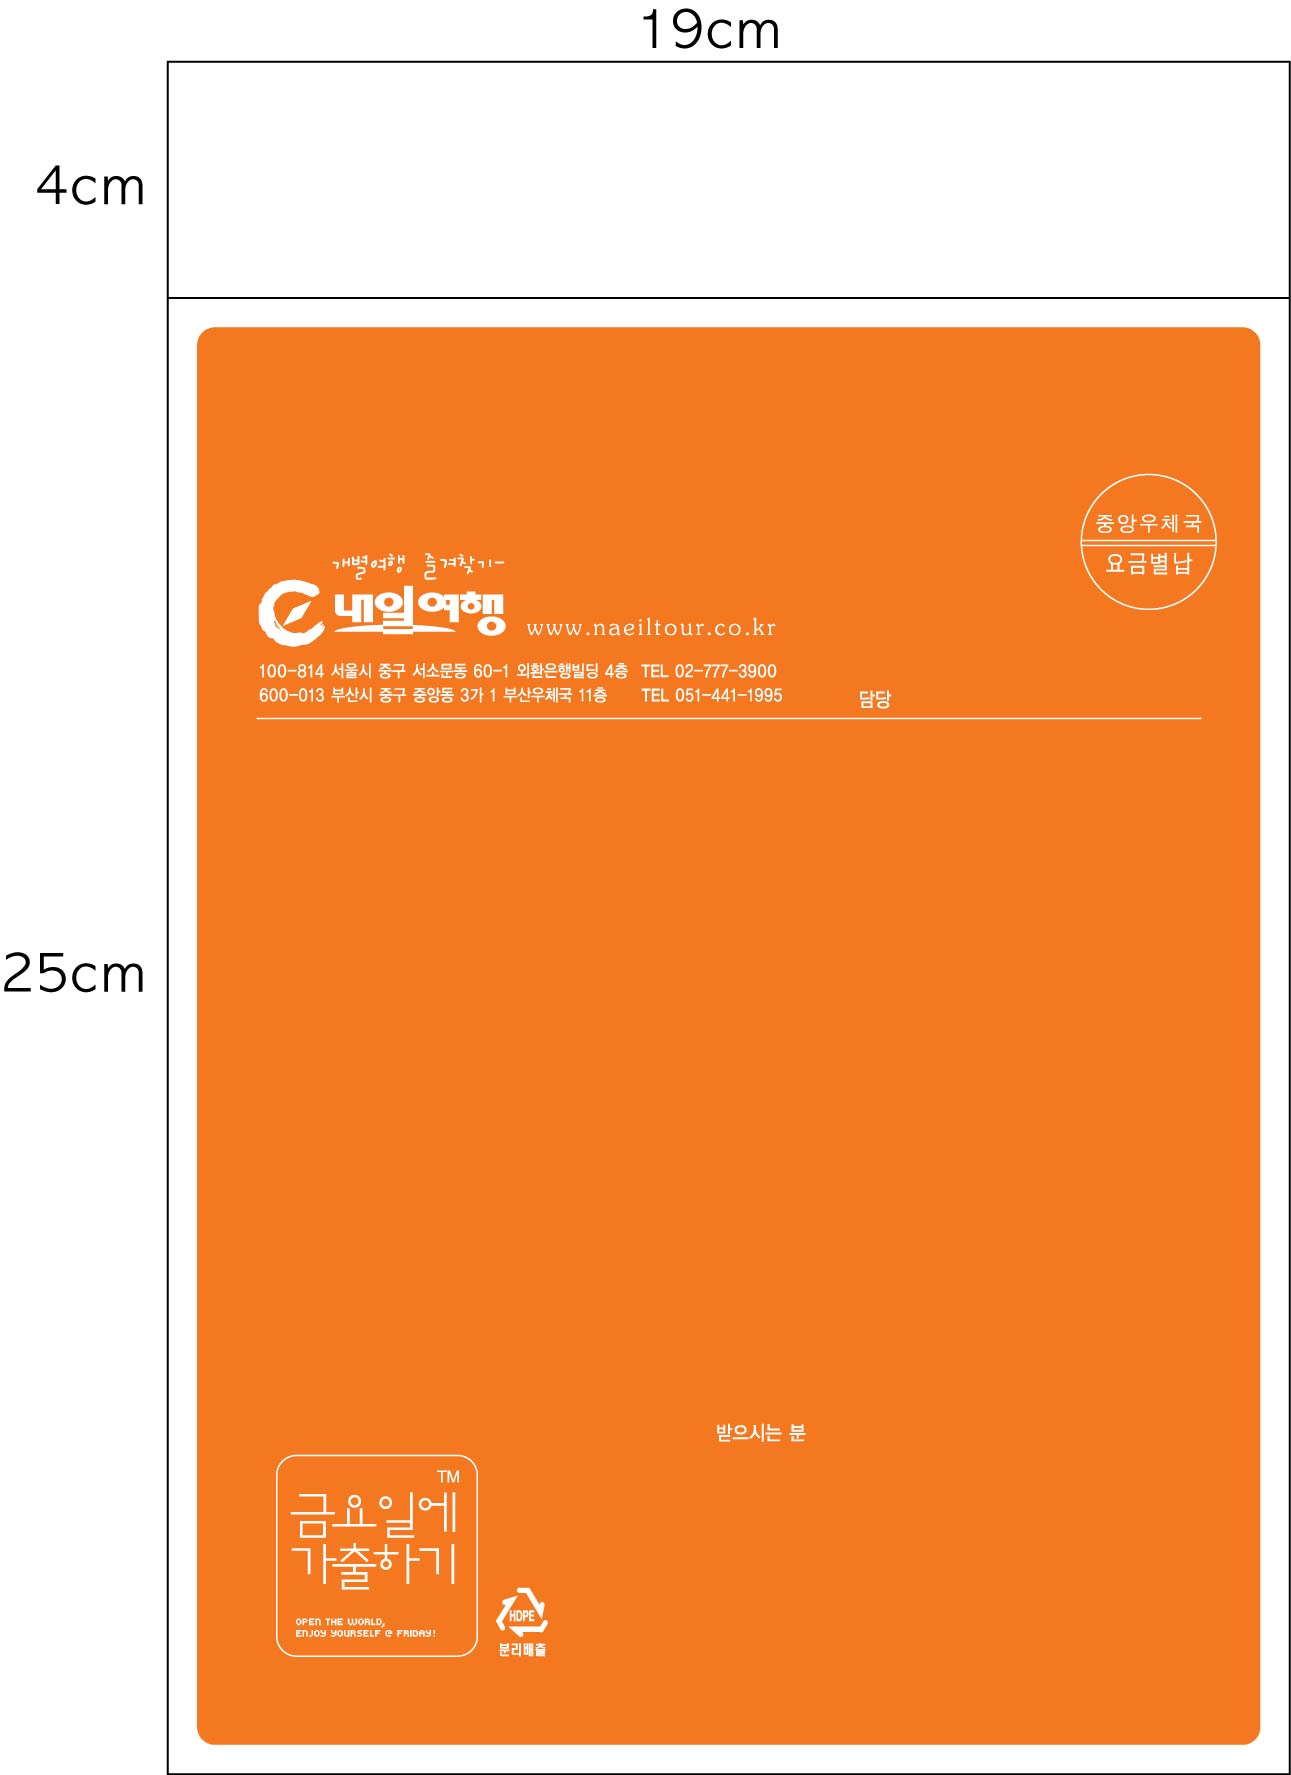 19cm
4cm
25cm
중앙우체국
요금별납
개별여행 즐겨찾기
내일여행 www.naeiltour.co.kr
100-814 서울시 중구 서소문동 60-1 외환은행빌딩 4층 TEL 02-777-3900
600-013 부산시 중구 중앙동 3가 1 부산우체국 11층 TEL 051-441-1995 담당
받으시는 분
TM
금요일에
가출하기
OPEN THE WORLD,
ENJOY YOURSELF @ FRIDAY!
HDPE
분리배출